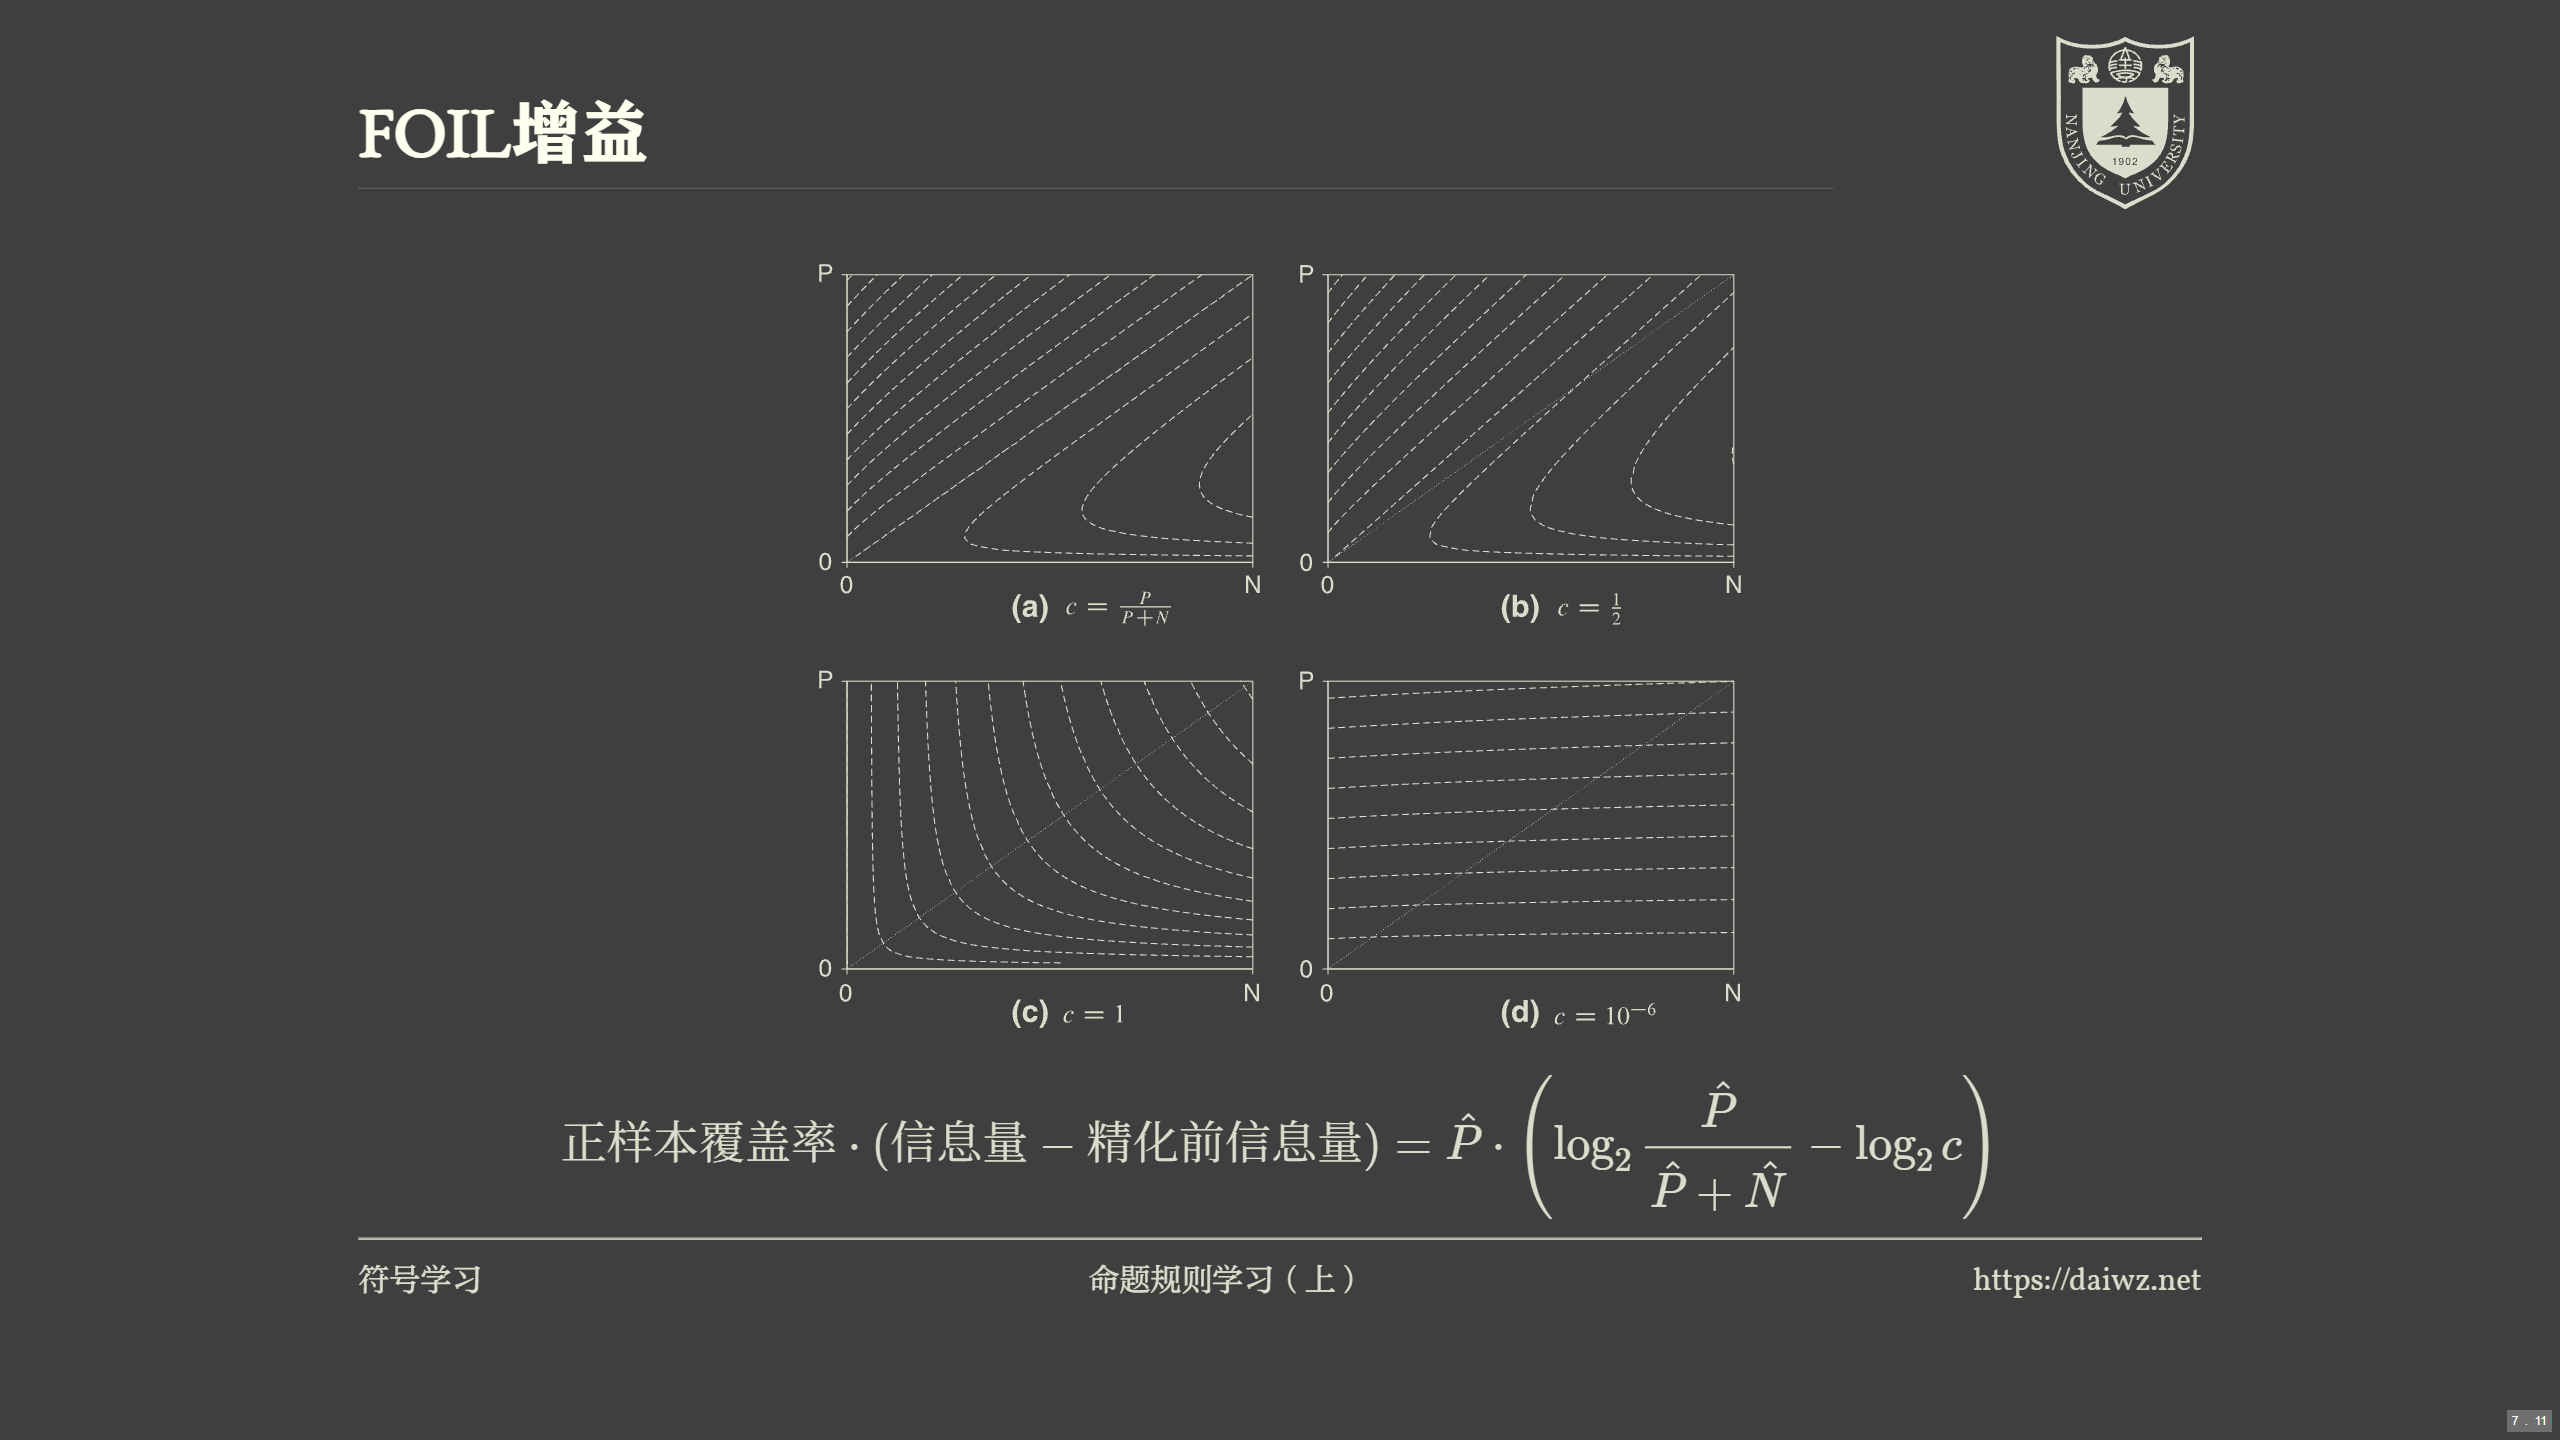 FOIL增益
NANJING UNIVERSITY
1902
P
0
0
N
(a) c = P/(P+N)
P
0
0
N
(b) c = 1/2
P
0
0
N
(c) c = 1
P
0
0
N
(d) c = 10^{-6}
正样本覆盖率 · (信息量 − 精化前信息量) = P̂ · (log₂ P̂/(P̂ + N̂) − log₂ c)
符号学习
命题规则学习（上）
https://daiwz.net
7 . 11